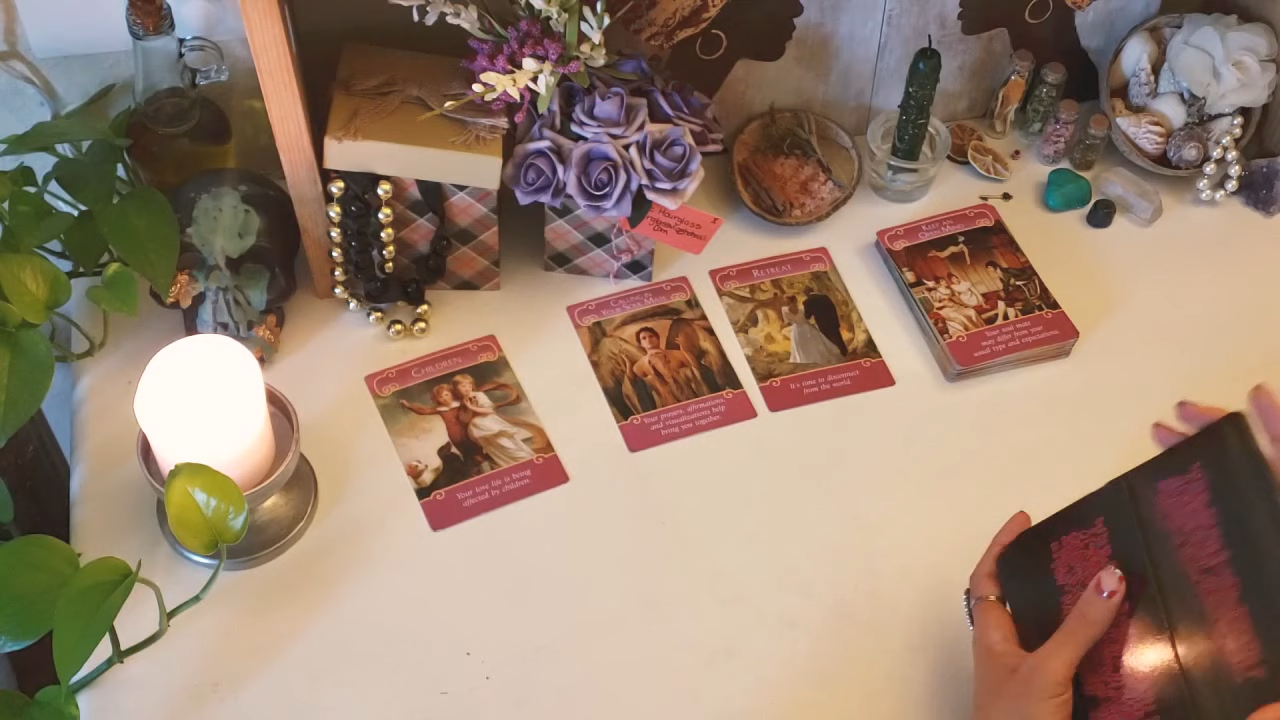 Hourglass
KEEP AN
OPEN MIND
RETREAT
CALLING IN
YOUR SOUL MATE
CHILDREN
Your soul mate
may differ from your
usual type and expectations.
It's time to disconnect
from the world.
Your prayers, affirmations,
and visualizations help
bring you together.
Your love life is being
affected by children.